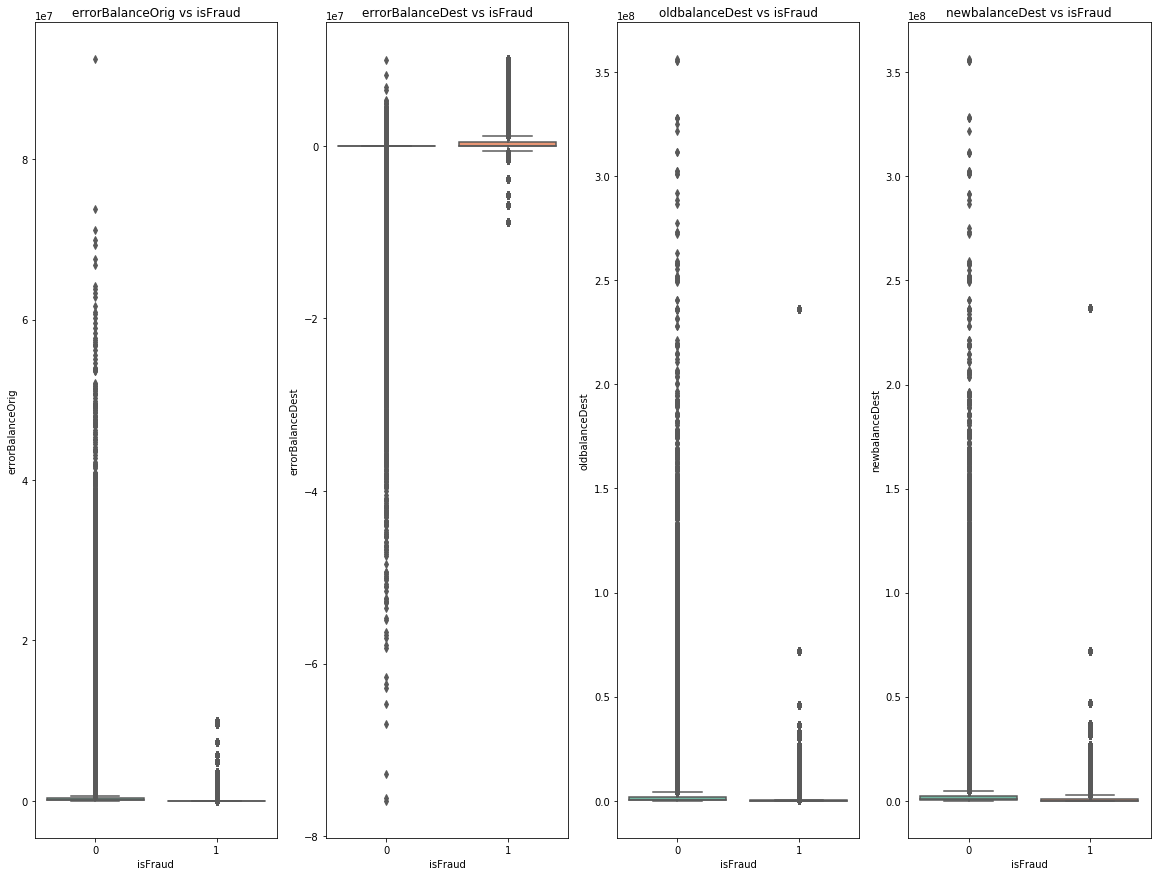 errorBalanceOrig vs isFraud
1e7
8
6
4
2
0
errorBalanceOrig
0 1
isFraud
errorBalanceDest vs isFraud
1e7
0
−2
−4
−6
−8
errorBalanceDest
0 1
isFraud
oldbalanceDest vs isFraud
1e8
3.5
3.0
2.5
2.0
1.5
1.0
0.5
0.0
oldbalanceDest
0 1
isFraud
newbalanceDest vs isFraud
1e8
3.5
3.0
2.5
2.0
1.5
1.0
0.5
0.0
newbalanceDest
0 1
isFraud